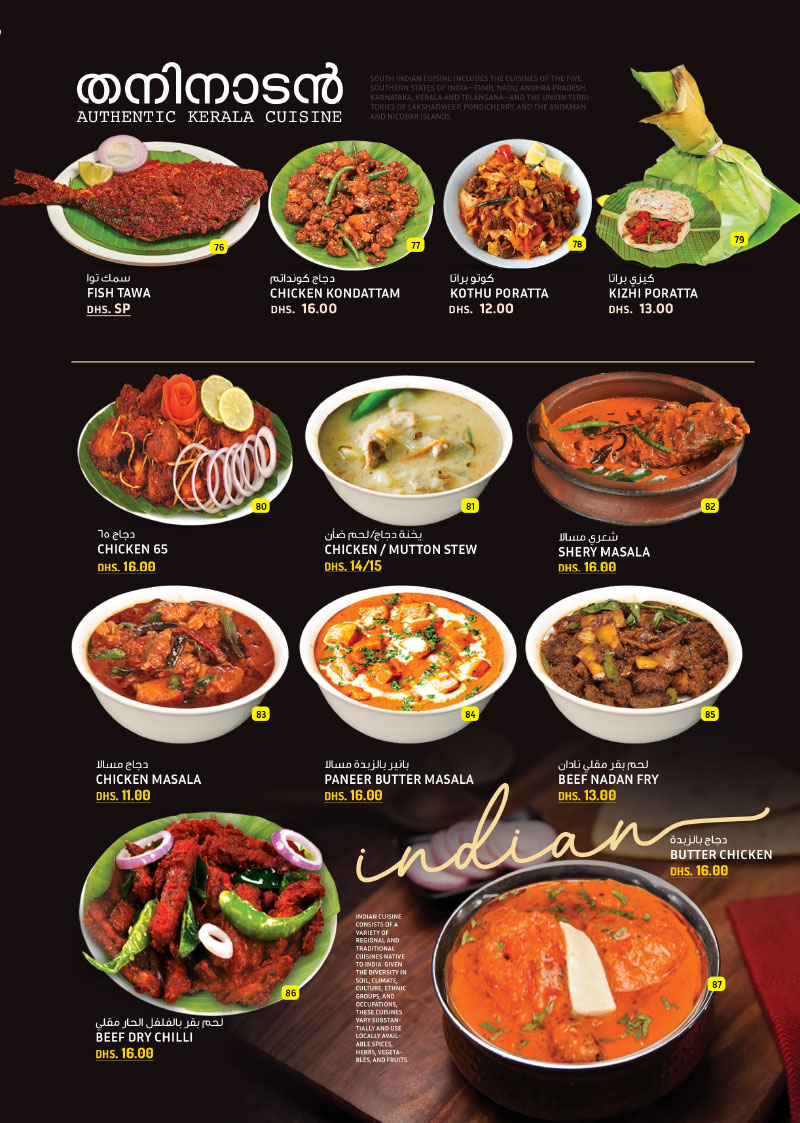 തനിനാടൻ
AUTHENTIC KERALA CUISINE
SOUTH INDIAN CUISINE INCLUDES THE CUISINES OF THE FIVE
SOUTHERN STATES OF INDIA—TAMIL NADU, ANDHRA PRADESH,
KARNATAKA, KERALA AND TELANGANA—AND THE UNION TERRI-
TORIES OF LAKSHADWEEP, PONDICHERRY, AND THE ANDAMAN
AND NICOBAR ISLANDS.
76
سمك توا
FISH TAWA
DHS. SP
77
دجاج كونداتم
CHICKEN KONDATTAM
DHS. 16.00
78
كوتو براتا
KOTHU PORATTA
DHS. 12.00
79
كيزي براتا
KIZHI PORATTA
DHS. 13.00
80
دجاج ٦٥
CHICKEN 65
DHS. 16.00
81
يخنة دجاج/لحم ضأن
CHICKEN / MUTTON STEW
DHS. 14/15
82
شعري مسالا
SHERY MASALA
DHS. 16.00
83
دجاج مسالا
CHICKEN MASALA
DHS. 11.00
84
بانير بالزبدة مسالا
PANEER BUTTER MASALA
DHS. 16.00
85
لحم بقر مقلي نادان
BEEF NADAN FRY
DHS. 13.00
86
لحم بقر بالفلفل الحار مقلي
BEEF DRY CHILLI
DHS. 16.00
indian
INDIAN CUISINE
CONSISTS OF A
VARIETY OF
REGIONAL AND
TRADITIONAL
CUISINES NATIVE
TO INDIA. GIVEN
THE DIVERSITY IN
SOIL, CLIMATE,
CULTURE, ETHNIC
GROUPS, AND
OCCUPATIONS,
THESE CUISINES
VARY SUBSTAN-
TIALLY AND USE
LOCALLY AVAIL-
ABLE SPICES,
HERBS, VEGETA-
BLES, AND FRUITS.
دجاج بالزبدة
BUTTER CHICKEN
DHS. 16.00
87